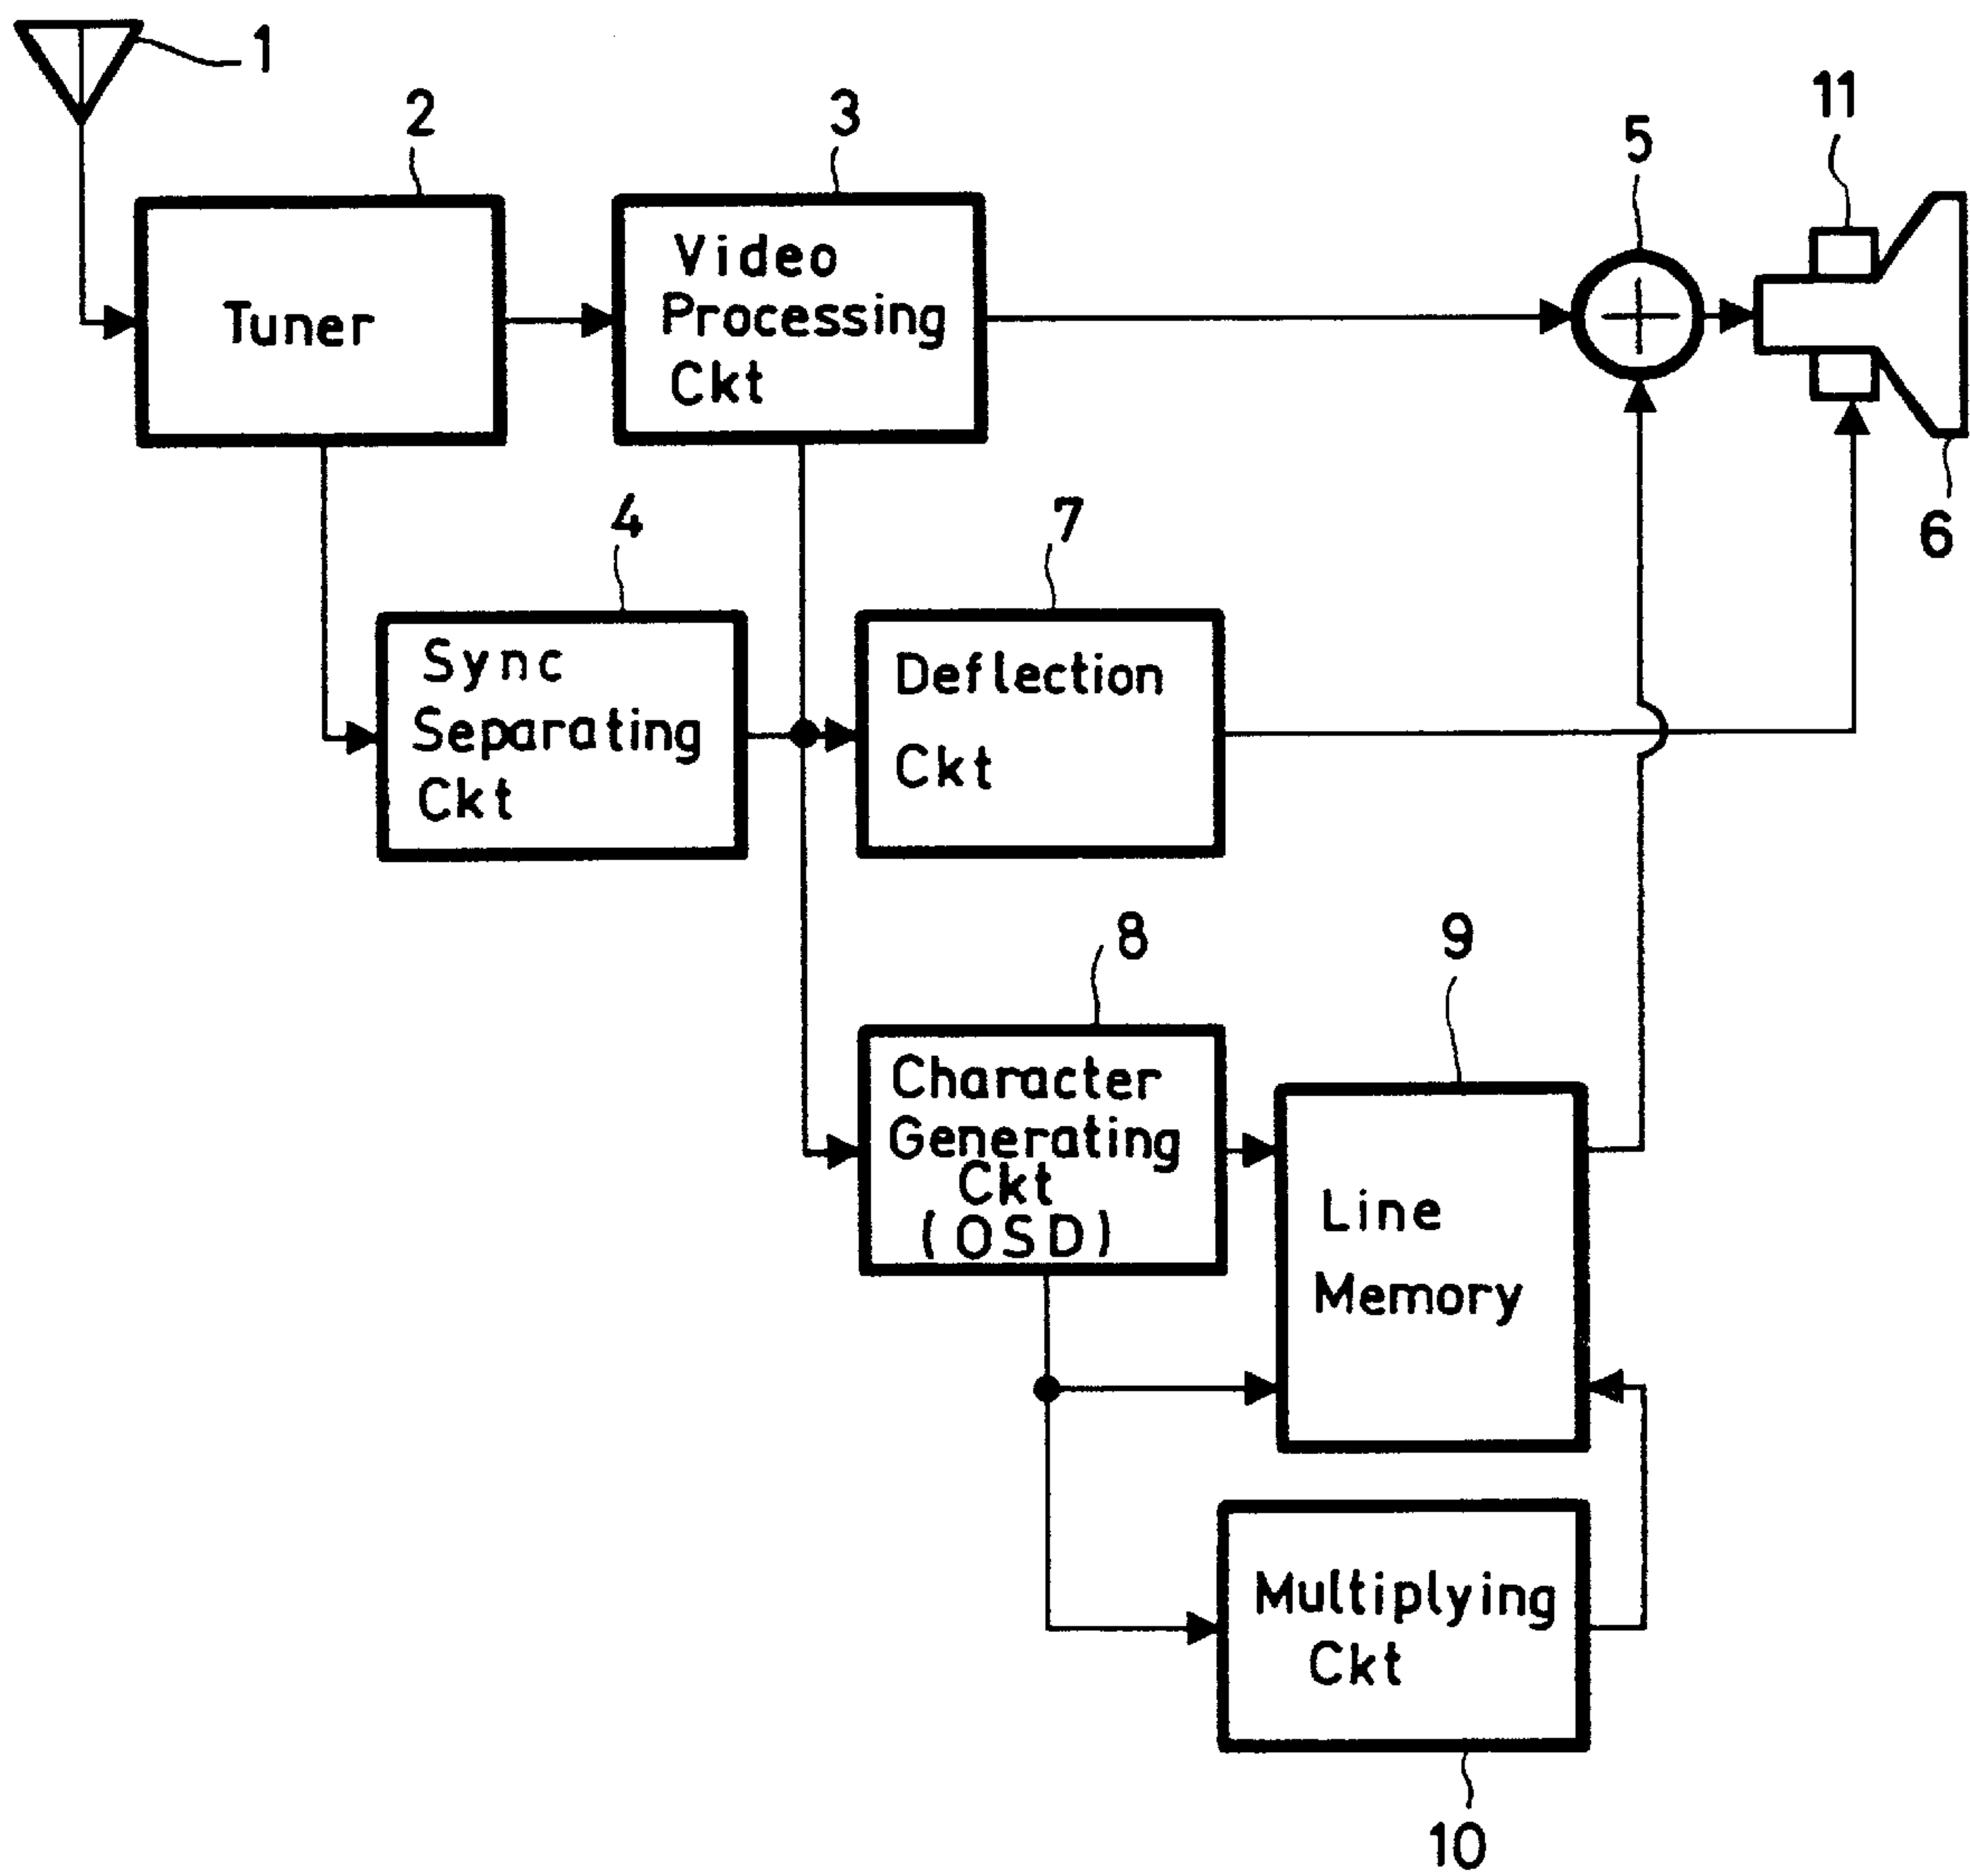 1
2
3
5
11
Tuner
Video
Processing
Ckt
6
4
7
Sync
Separating
Ckt
Deflection
Ckt
8
9
Character
Generating
Ckt
(OSD)
Line
Memory
Multiplying
Ckt
10